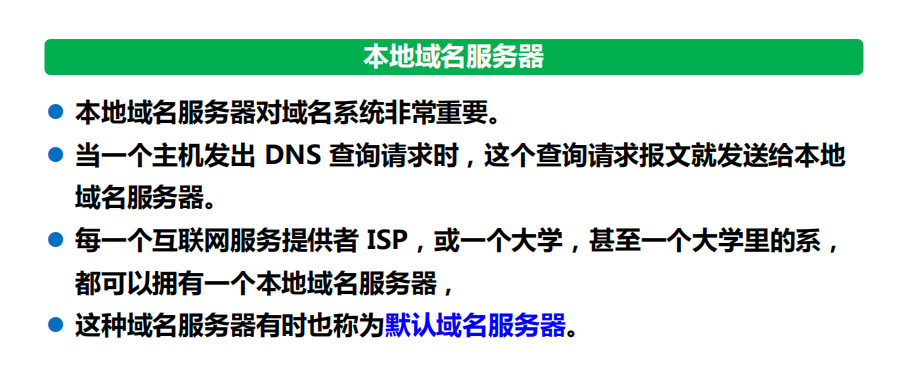 本地域名服务器
● 本地域名服务器对域名系统非常重要。
● 当一个主机发出 DNS 查询请求时，这个查询请求报文就发送给本地
域名服务器。
● 每一个互联网服务提供者 ISP，或一个大学，甚至一个大学里的系，
都可以拥有一个本地域名服务器，
● 这种域名服务器有时也称为默认域名服务器。